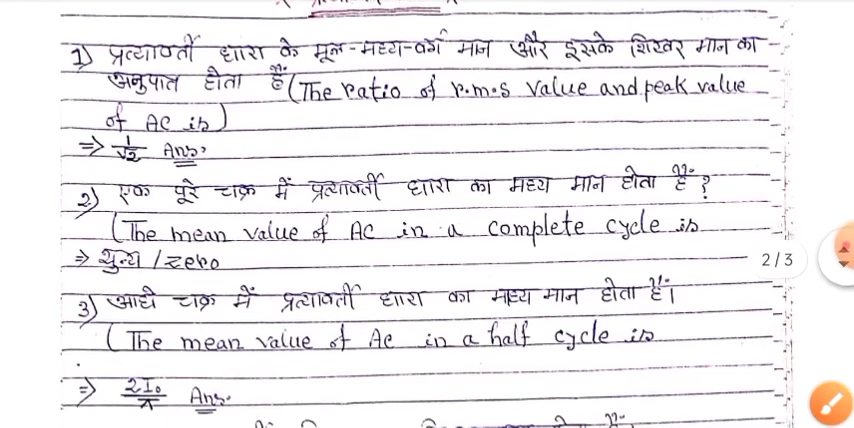 1) प्रत्यावर्ती धारा के मूल-मध्य-वर्ग मान और इसके शिखर मान का
अनुपात होता है (The ratio of r.m.s value and peak value
of AC is)
⇒ 1/√2 Ans.
2) एक पूरे चक्र में प्रत्यावर्ती धारा का मध्य मान होता है?
(The mean value of AC in a complete cycle is
⇒ शुन्य / zero
2/3
3) आधे चक्र में प्रत्यावर्ती धारा का मध्य मान होता है।
(The mean value of AC in a half cycle is
⇒ 2I₀/π Ans.